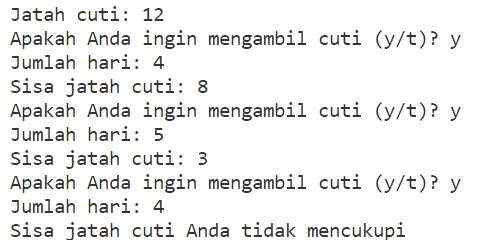 Jatah cuti: 12
Apakah Anda ingin mengambil cuti (y/t)? y
Jumlah hari: 4
Sisa jatah cuti: 8
Apakah Anda ingin mengambil cuti (y/t)? y
Jumlah hari: 5
Sisa jatah cuti: 3
Apakah Anda ingin mengambil cuti (y/t)? y
Jumlah hari: 4
Sisa jatah cuti Anda tidak mencukupi